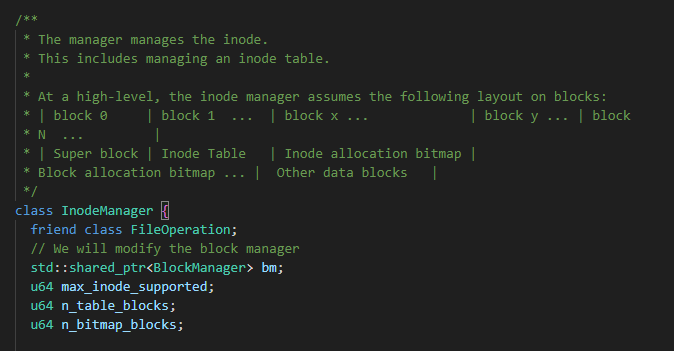 /**
 * The manager manages the inode.
 * This includes managing an inode table.
 *
 * At a high-level, the inode manager assumes the following layout on blocks:
 * | block 0     | block 1  ...  | block x ...             | block y ... | block
 * N  ...         |
 * | Super block | Inode Table   | Inode allocation bitmap |
 * Block allocation bitmap ... |  Other data blocks   |
 */
class InodeManager {
  friend class FileOperation;
  // We will modify the block manager
  std::shared_ptr<BlockManager> bm;
  u64 max_inode_supported;
  u64 n_table_blocks;
  u64 n_bitmap_blocks;